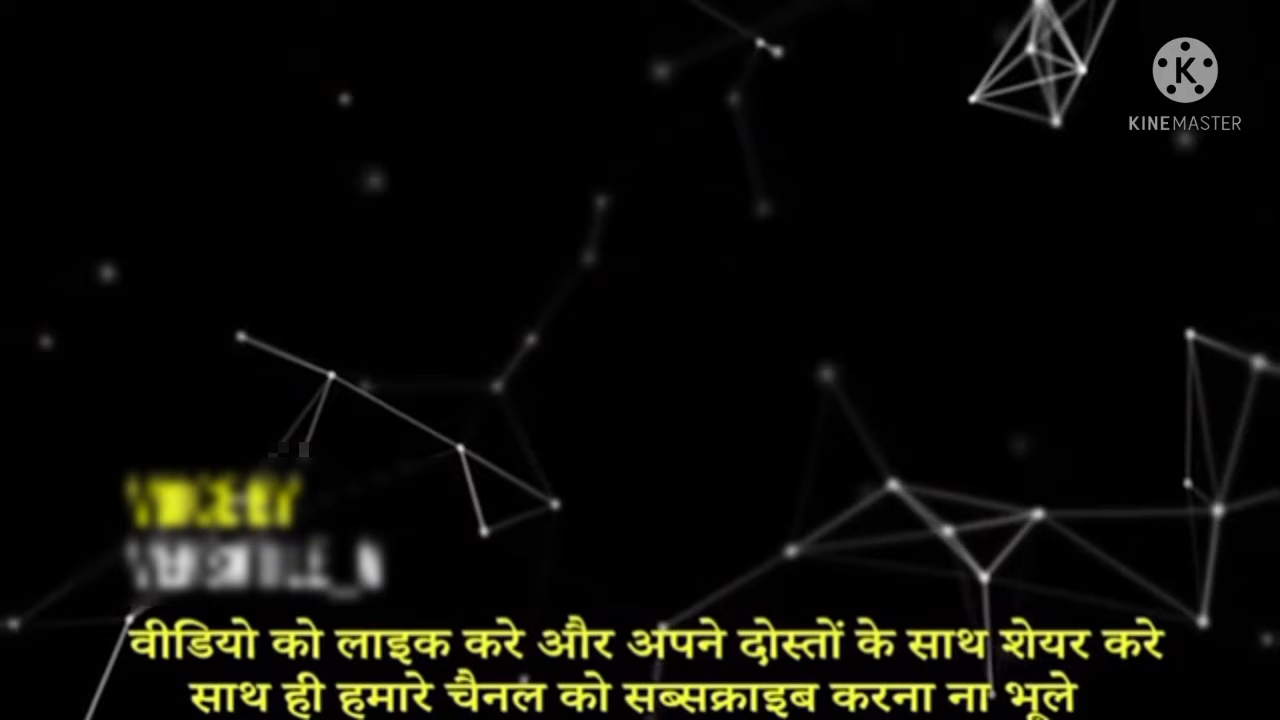 KINEMASTER
वीडियो को लाइक करे और अपने दोस्तों के साथ शेयर करे
साथ ही हमारे चैनल को सब्सक्राइब करना ना भूले